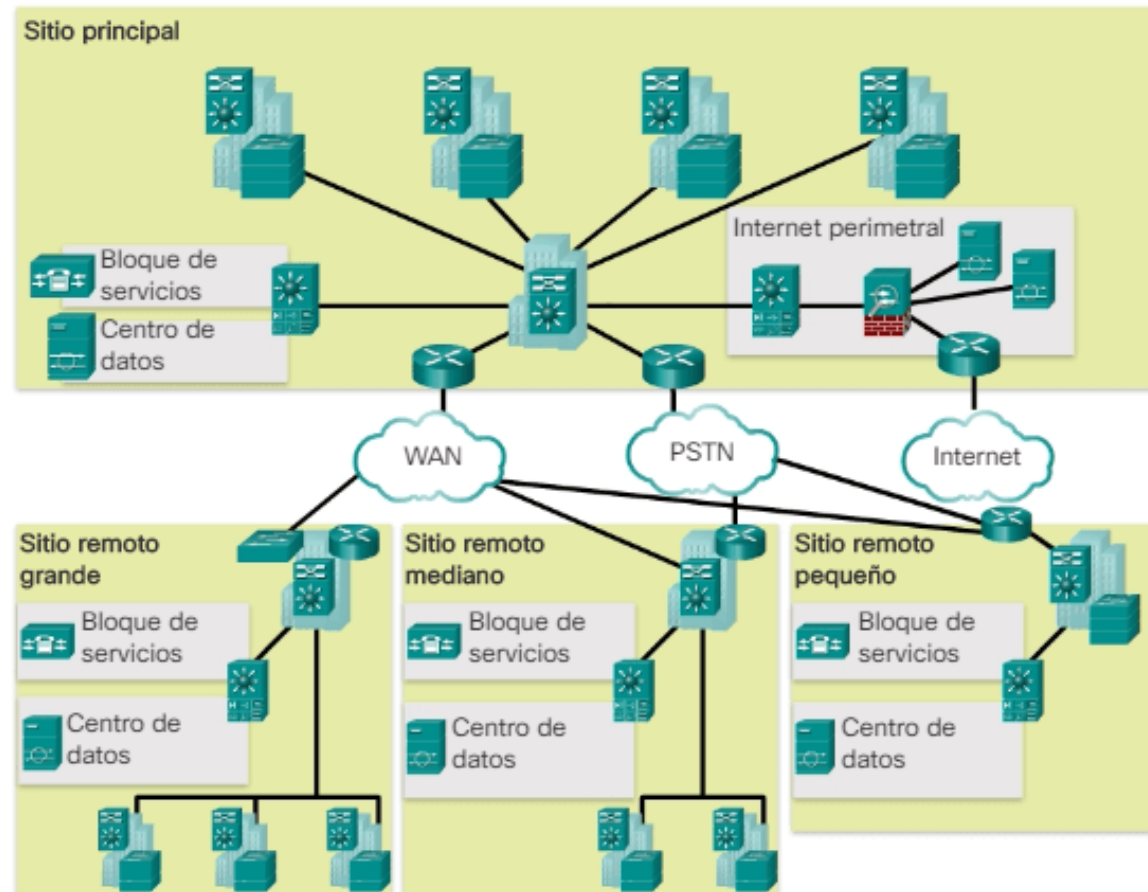 Sitio principal
Internet perimetral
Bloque de
servicios
Centro de
datos
WAN
PSTN
Internet
Sitio remoto
grande
Bloque de
servicios
Centro de
datos
Sitio remoto
mediano
Bloque de
servicios
Centro de
datos
Sitio remoto
pequeño
Bloque de
servicios
Centro de
datos